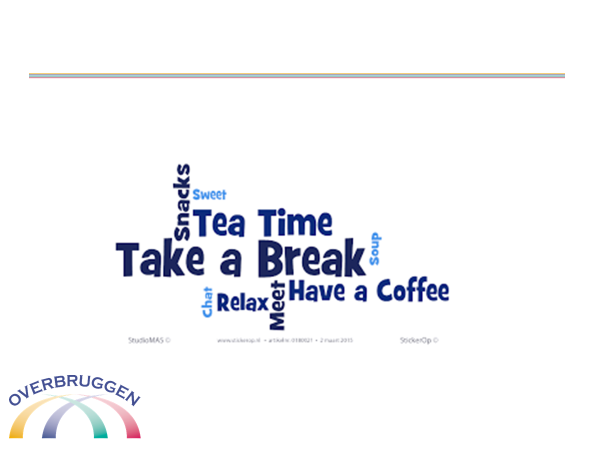 Snacks
Sweet
Tea Time
Take a Break
Soup
Have a Coffee
Chat
Relax
Meet
StudioMAS ©
StickerOp ©
OVERBRUGGEN